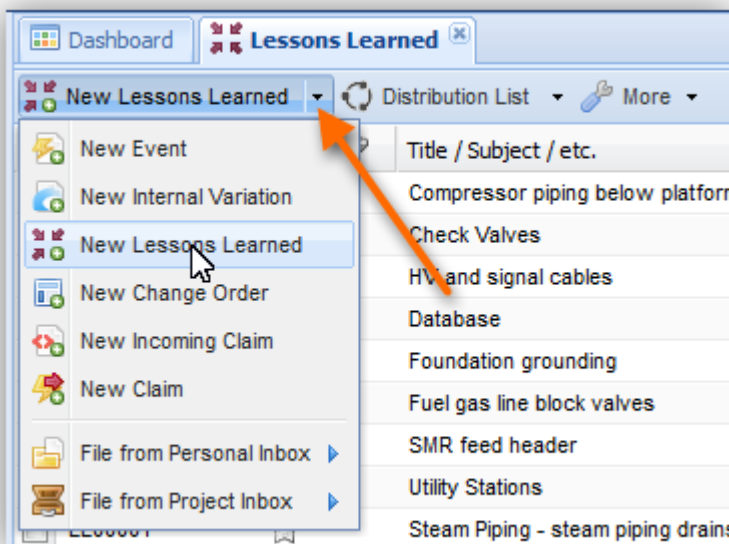 Dashboard Lessons Learned
New Lessons Learned Distribution List More
New Event Title / Subject / etc.
New Internal Variation Compressor piping below platforr
New Lessons Learned Check Valves
New Change Order HV and signal cables
New Incoming Claim Database
New Claim Foundation grounding
Fuel gas line block valves
File from Personal Inbox SMR feed header
File from Project Inbox Utility Stations
Steam Piping - steam piping drains